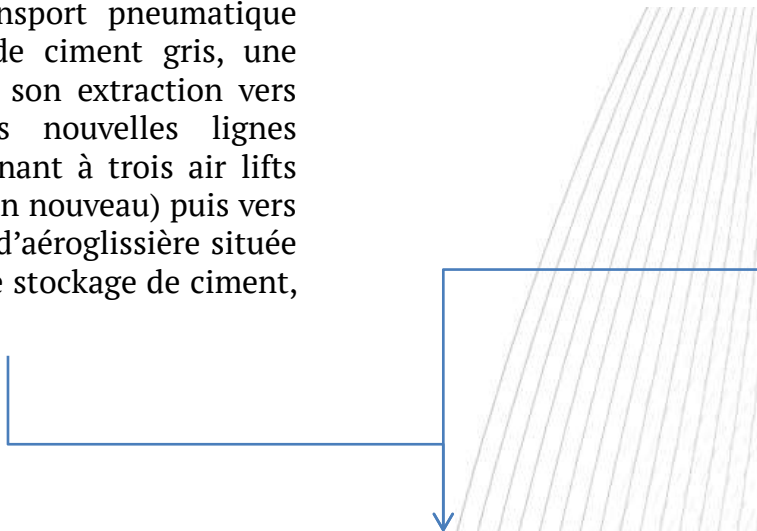 nsport pneumatique
de ciment gris, une
son extraction vers
s nouvelles lignes
nant à trois air lifts
n nouveau) puis vers
d'aéroglissière située
e stockage de ciment,